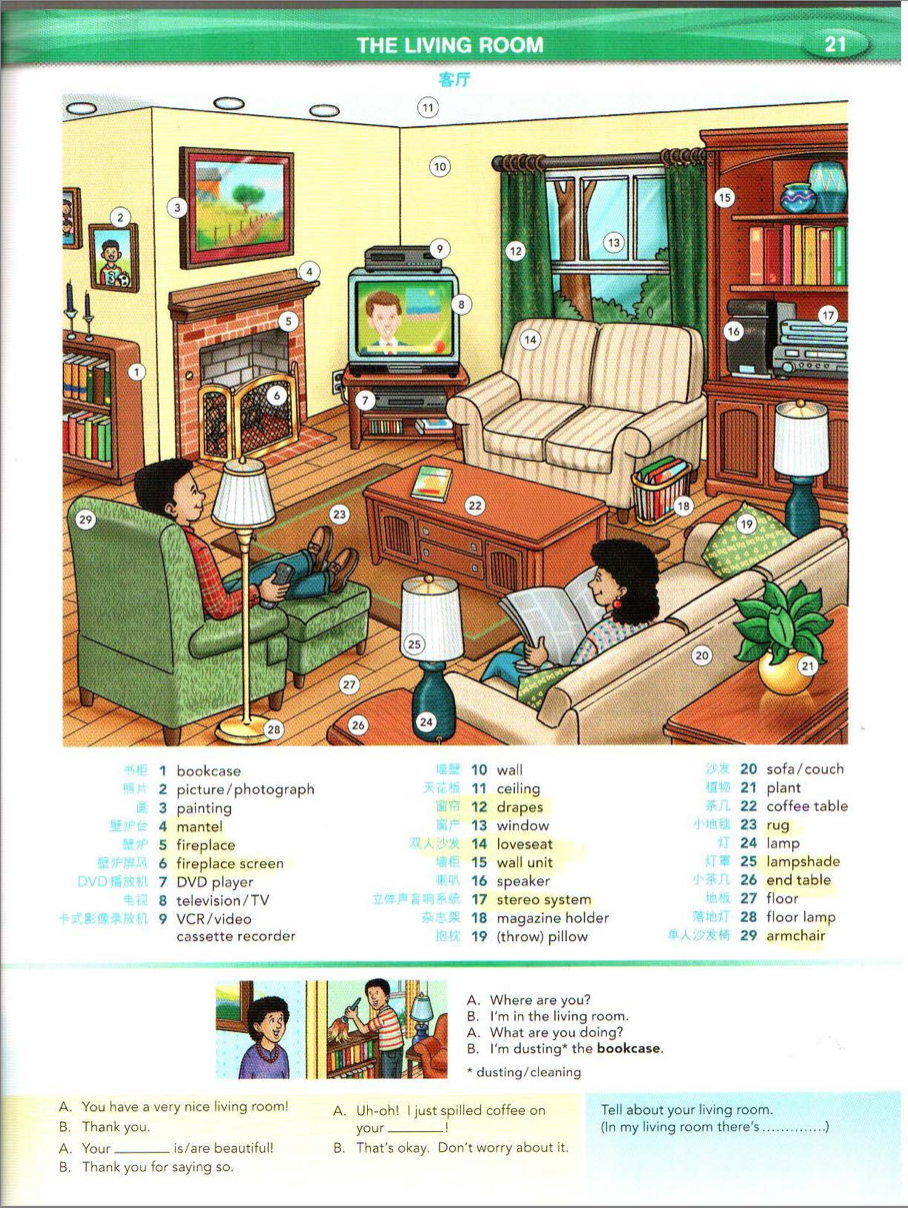 THE LIVING ROOM 21
客厅
11
10
15
2
3
9
12
13
4
8
5
14
16
17
1
6
7
22
18
19
29
23
25
20
21
27
28
26
24
书柜 1 bookcase
照片 2 picture/photograph
画 3 painting
壁炉台 4 mantel
壁炉 5 fireplace
壁炉屏风 6 fireplace screen
DVD播放机 7 DVD player
电视 8 television/TV
卡式影像录放机 9 VCR/video
cassette recorder
墙壁 10 wall
天花板 11 ceiling
窗帘 12 drapes
窗户 13 window
双人沙发 14 loveseat
墙柜 15 wall unit
喇叭 16 speaker
立体声音响系统 17 stereo system
杂志架 18 magazine holder
抱枕 19 (throw) pillow
沙发 20 sofa/couch
植物 21 plant
茶几 22 coffee table
小地毯 23 rug
灯 24 lamp
灯罩 25 lampshade
小茶几 26 end table
地板 27 floor
落地灯 28 floor lamp
单人沙发椅 29 armchair
A. Where are you?
B. I'm in the living room.
A. What are you doing?
B. I'm dusting* the bookcase.
* dusting/cleaning
A. You have a very nice living room!
B. Thank you.
A. Your ________ is/are beautiful!
B. Thank you for saying so.
A. Uh-oh! I just spilled coffee on
your ________!
B. That's okay. Don't worry about it.
Tell about your living room.
(In my living room there's .............)